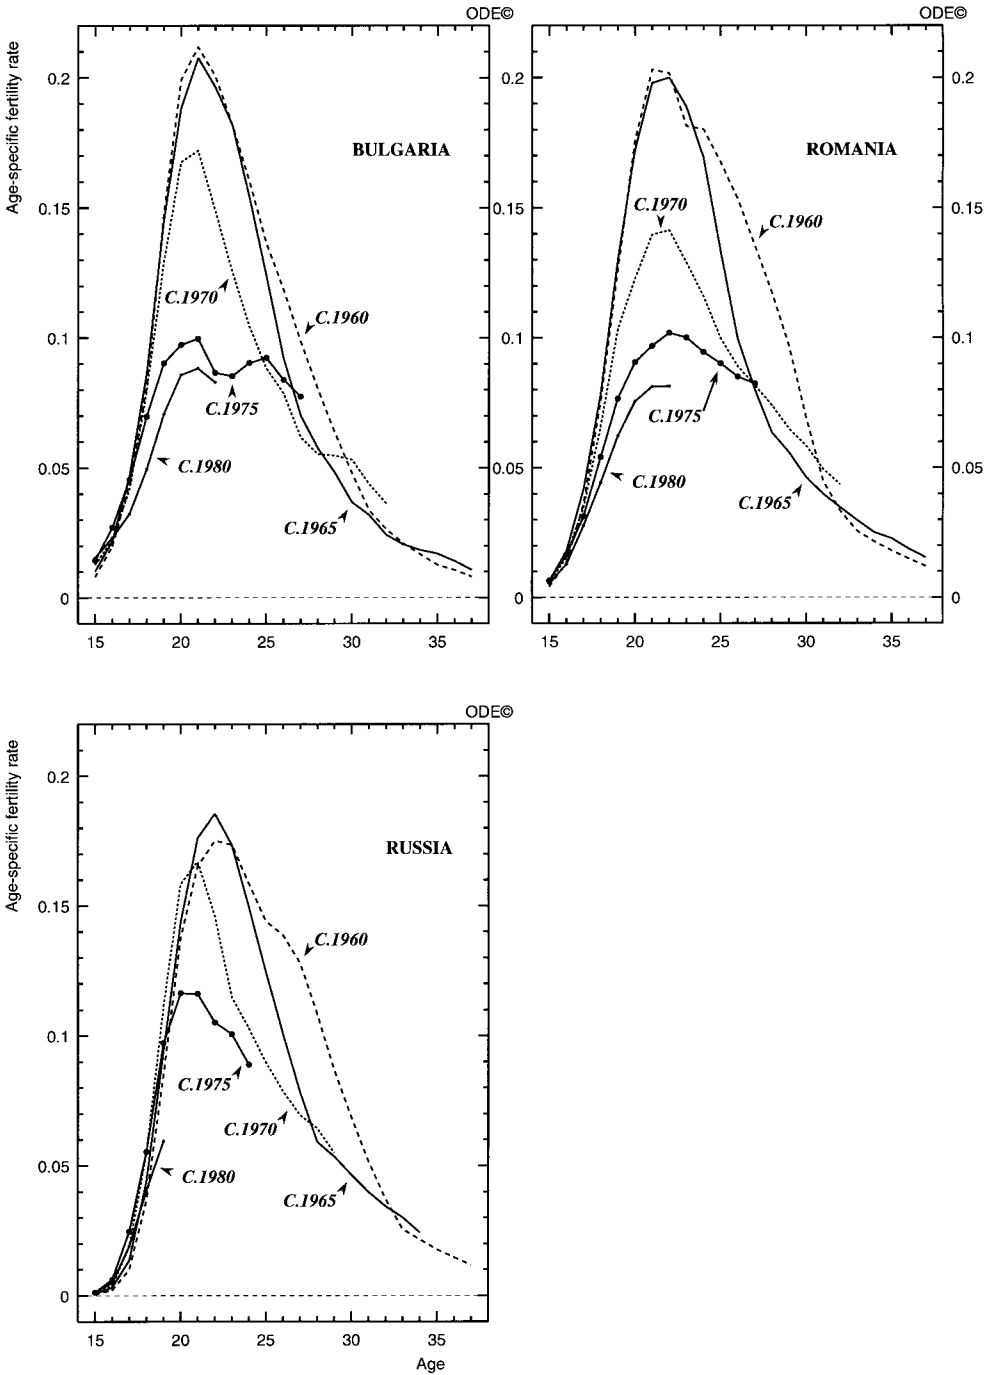 ODE©
ODE©
Age-specific fertility rate
0.2
0.2
0.2
BULGARIA
ROMANIA
0.15
0.15
0.15
C.1970
C.1960
C.1970
C.1960
0.1
0.1
0.1
C.1975
C.1975
C.1980
0.05
0.05
0.05
C.1980
C.1965
C.1965
0
0
0
15 20 25 30 35
15 20 25 30 35
ODE©
Age-specific fertility rate
0.2
RUSSIA
0.15
C.1960
0.1
C.1975
C.1970
0.05
C.1980
C.1965
0
15 20 25 30 35
Age